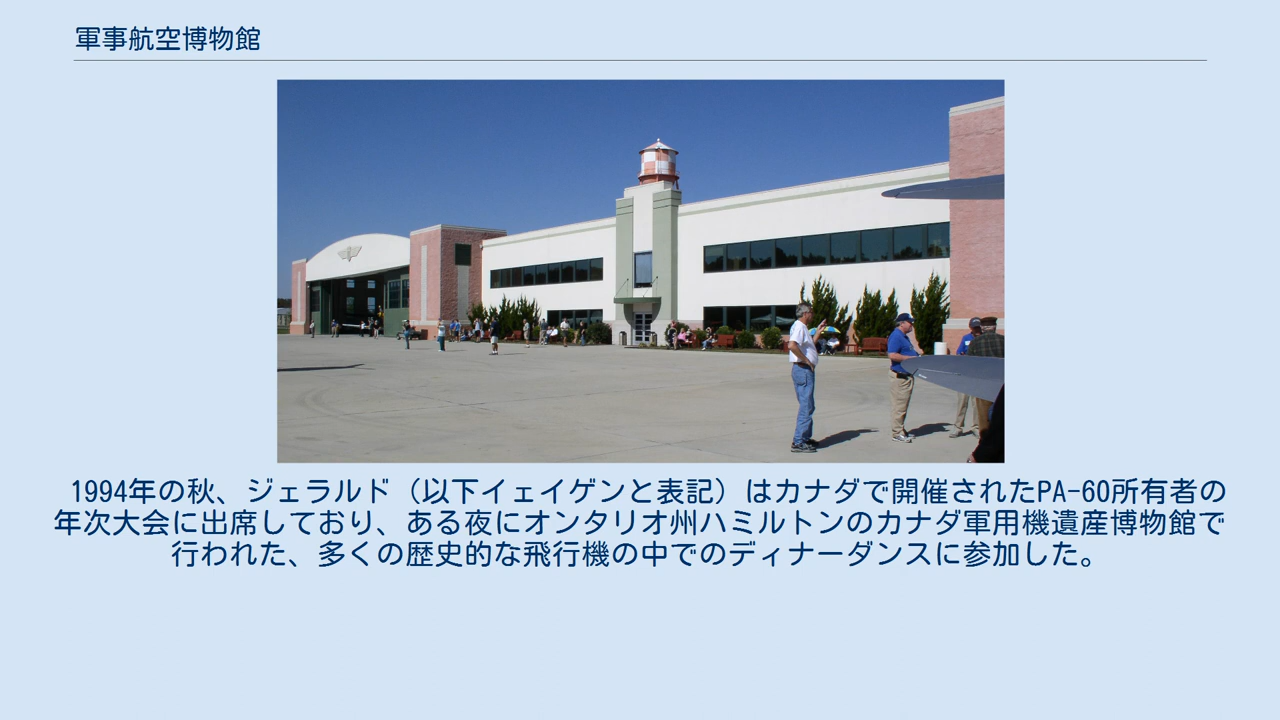 軍事航空博物館
1994年の秋、ジェラルド（以下イェイゲンと表記）はカナダで開催されたPA-60所有者の
年次大会に出席しており、ある夜にオンタリオ州ハミルトンのカナダ軍用機遺産博物館で
行われた、多くの歴史的な飛行機の中でのディナーダンスに参加した。